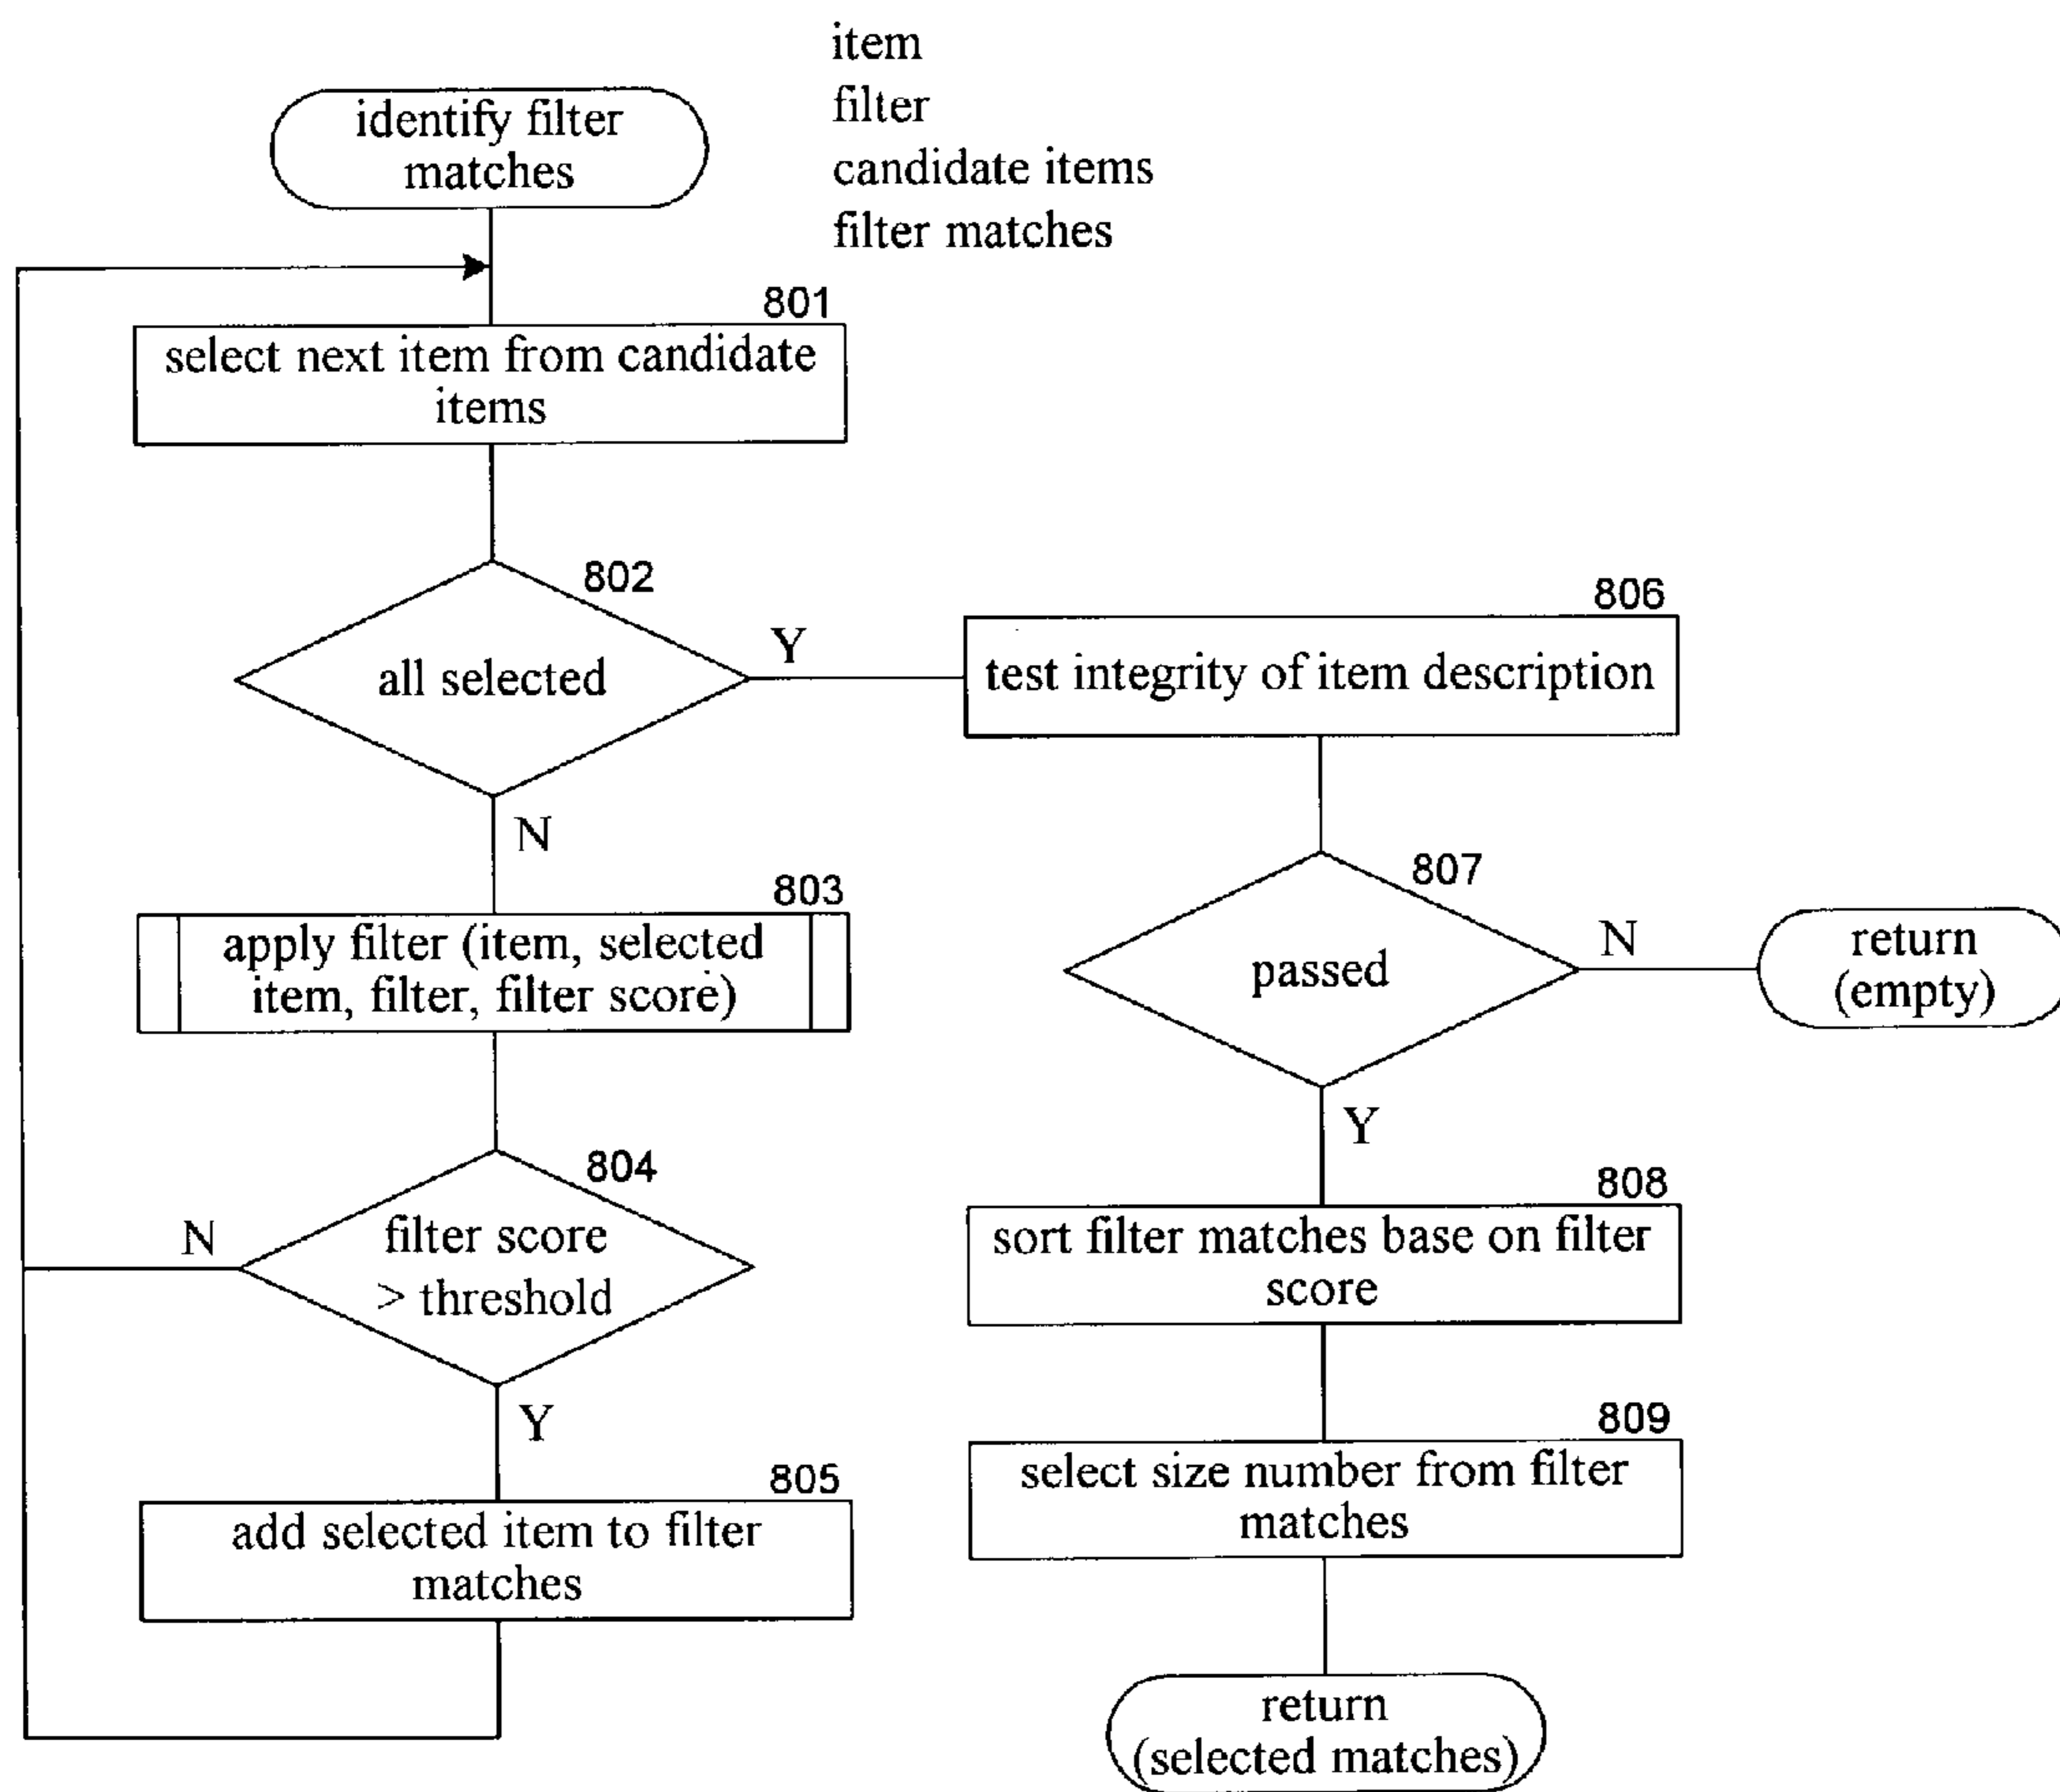 item
filter
candidate items
filter matches
identify filter
matches
801
select next item from candidate
items
802
all selected
Y
N
803
apply filter (item, selected
item, filter, filter score)
804
filter score
> threshold
N
Y
805
add selected item to filter
matches
806
test integrity of item description
807
passed
N
return
(empty)
Y
808
sort filter matches base on filter
score
809
select size number from filter
matches
return
(selected matches)